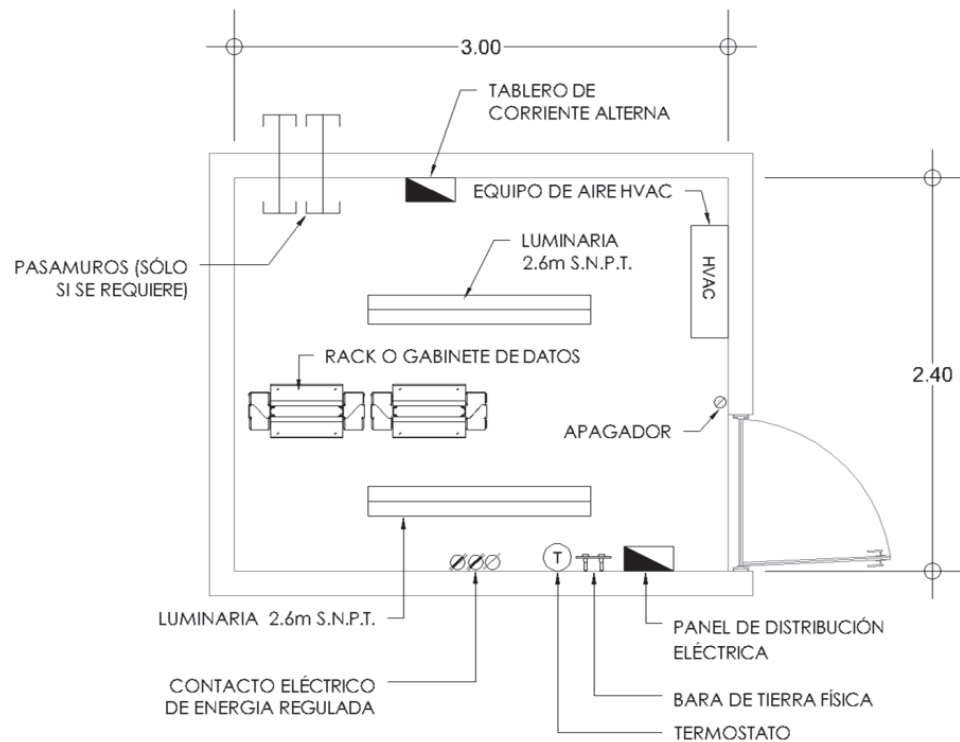 3.00
TABLERO DE
CORRIENTE ALTERNA
EQUIPO DE AIRE HVAC
LUMINARIA
2.6m S.N.P.T.
HVAC
PASAMUROS (SÓLO
SI SE REQUIERE)
RACK O GABINETE DE DATOS
2.40
APAGADOR
T
LUMINARIA 2.6m S.N.P.T.
PANEL DE DISTRIBUCIÓN
ELÉCTRICA
CONTACTO ELÉCTRICO
DE ENERGIA REGULADA
BARA DE TIERRA FÍSICA
TERMOSTATO